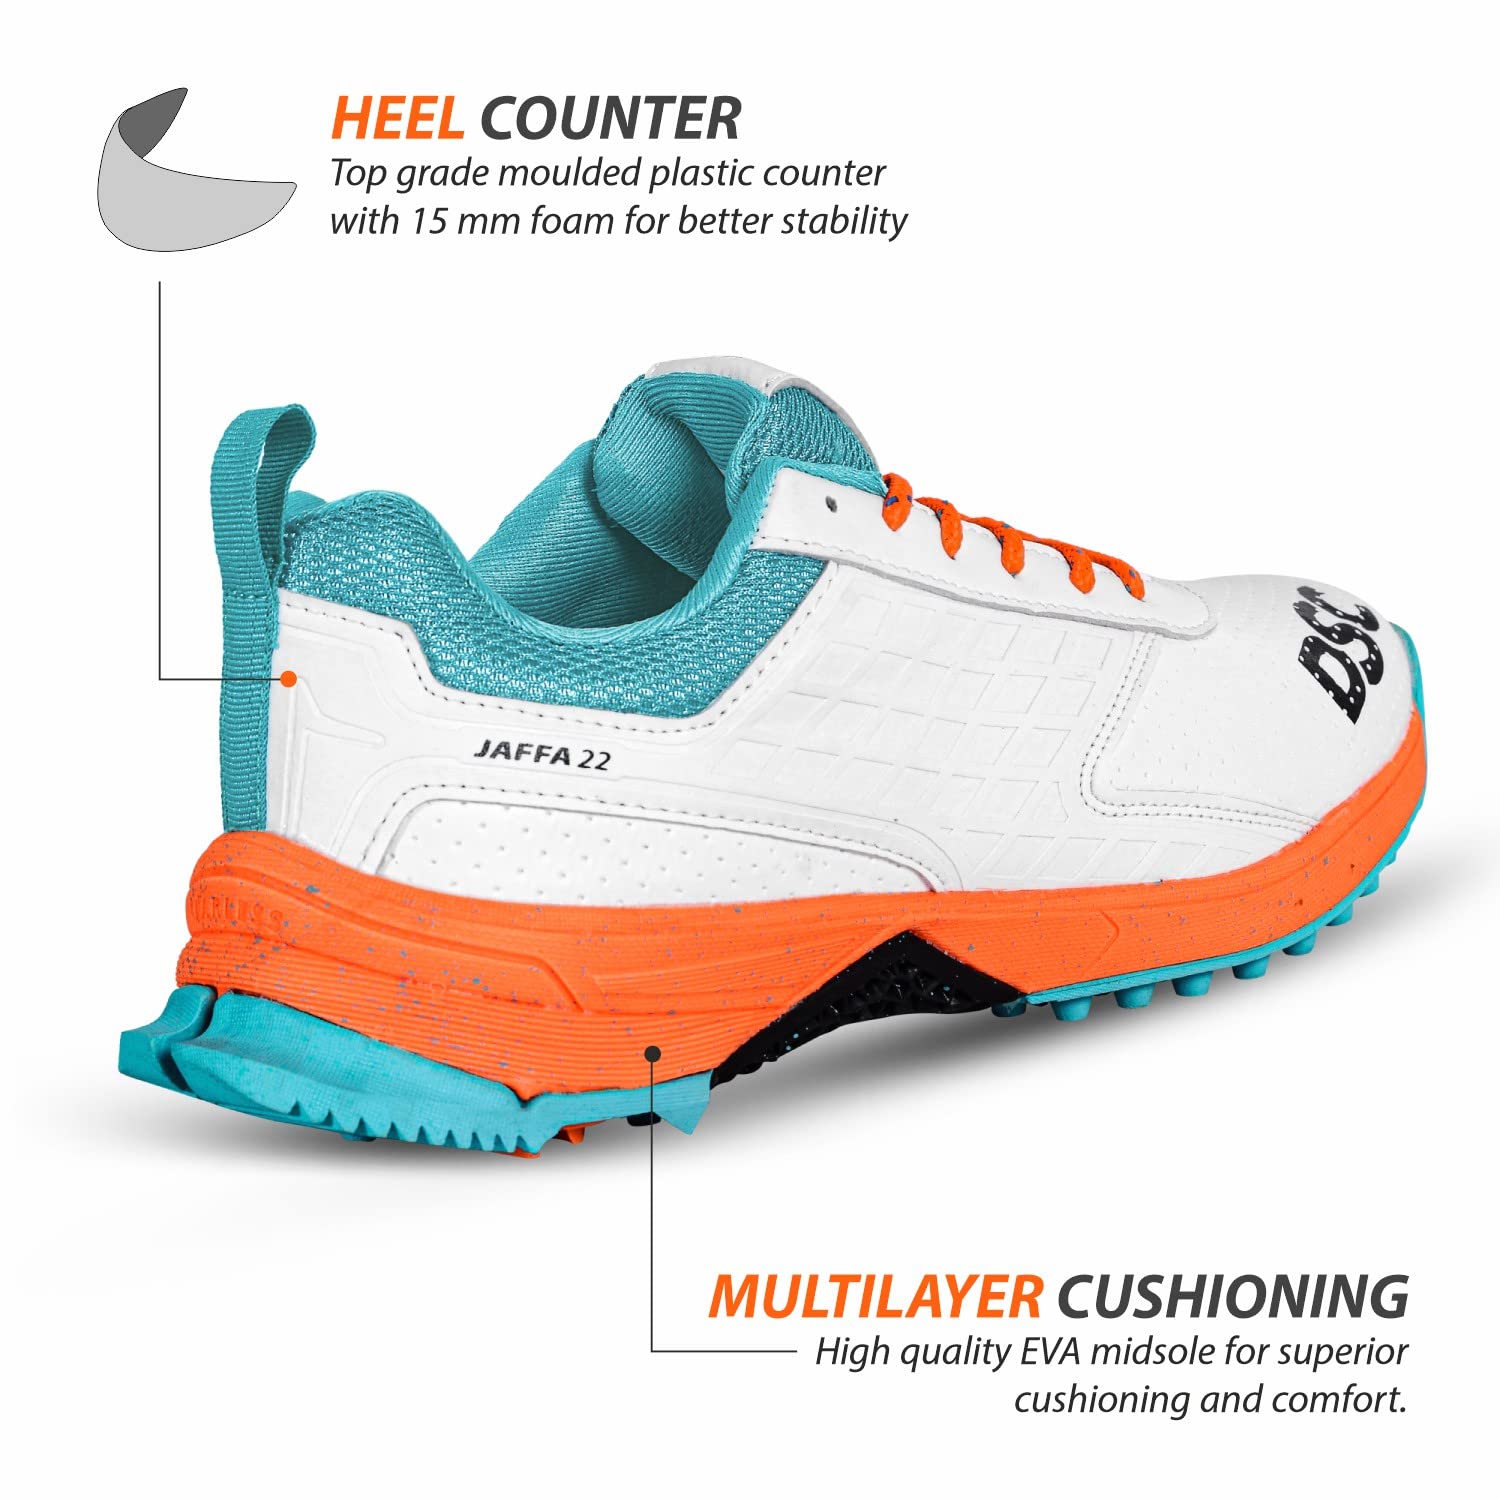 HEEL COUNTER
Top grade moulded plastic counter
with 15 mm foam for better stability
JAFFA 22
DSC
MULTILAYER CUSHIONING
High quality EVA midsole for superior
cushioning and comfort.